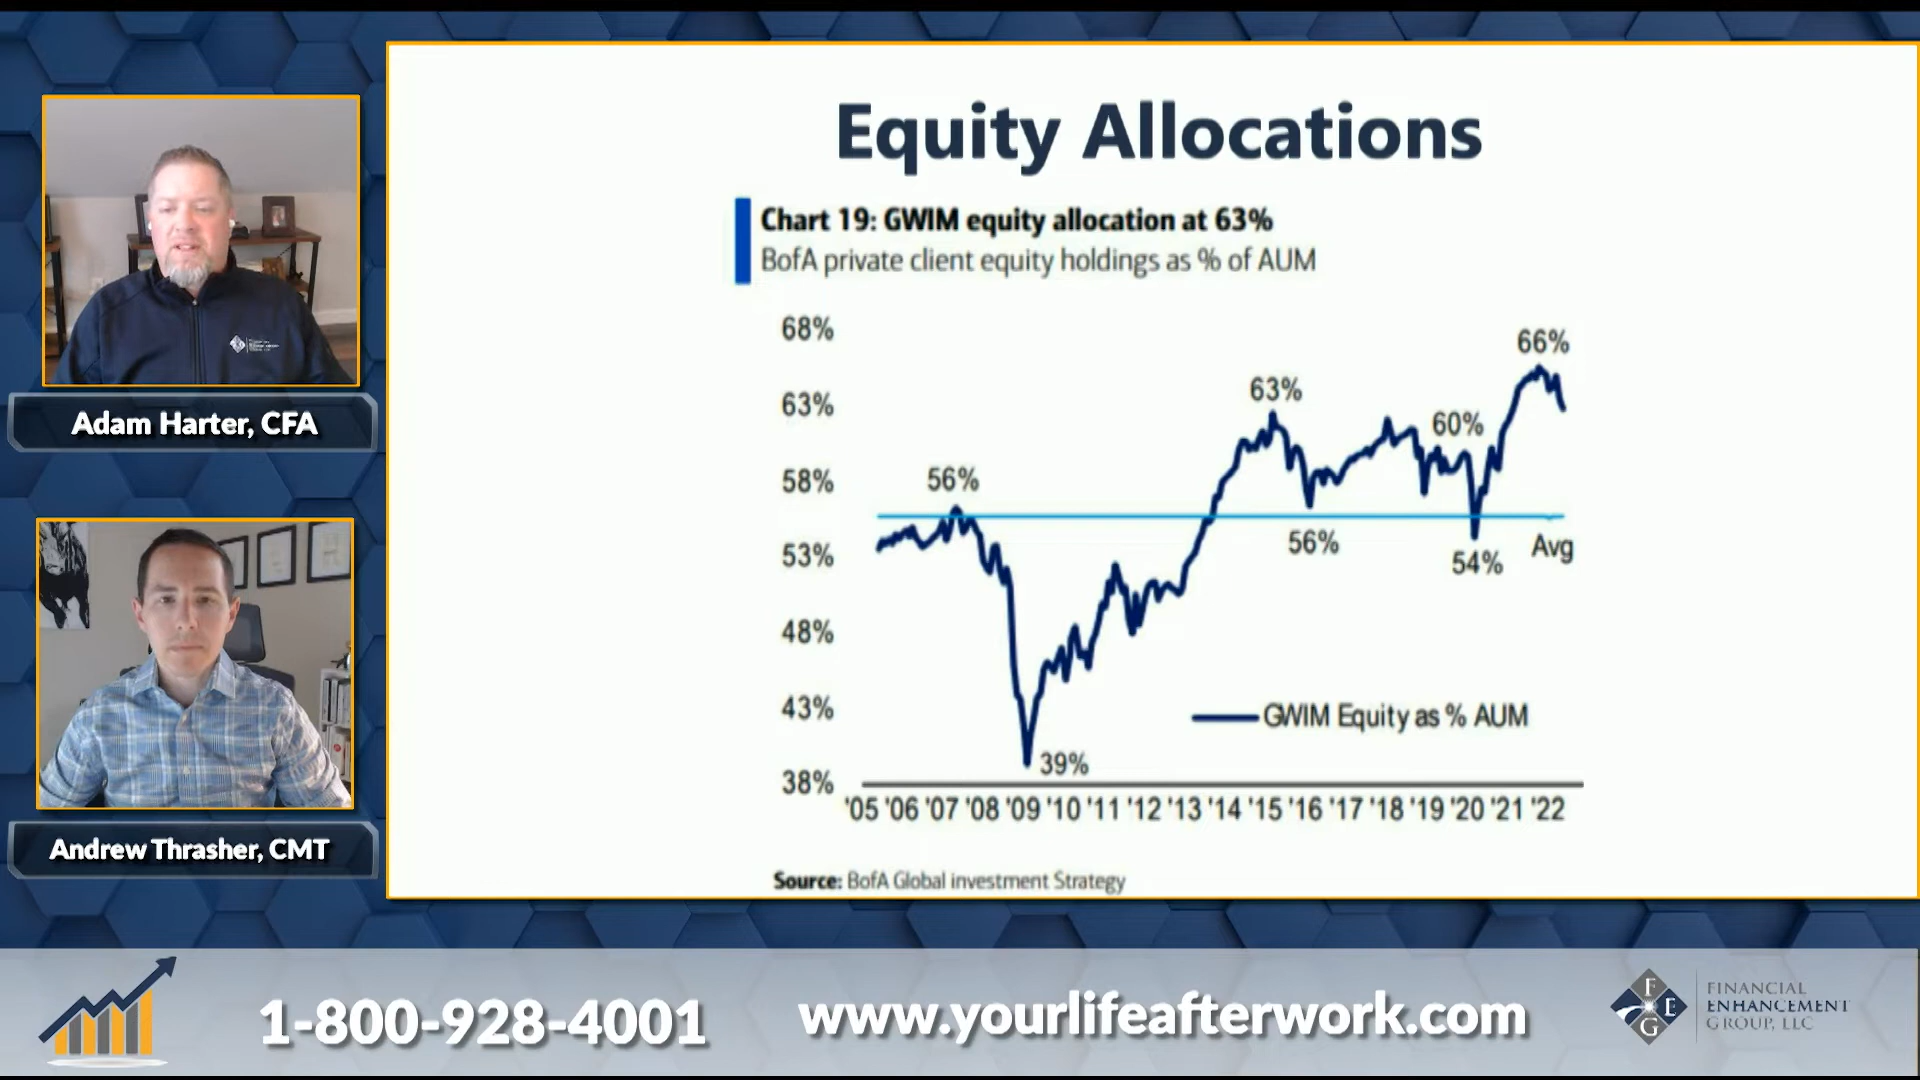 Equity Allocations
Chart 19: GWIM equity allocation at 63%
BofA private client equity holdings as % of AUM
68%
63%
58%
53%
48%
43%
38%
56%
39%
63%
56%
60%
54%
66%
Avg
GWIM Equity as % AUM
'05 '06 '07 '08 '09 '10 '11 '12 '13 '14 '15 '16 '17 '18 '19 '20 '21 '22
Source: BofA Global investment Strategy
Adam Harter, CFA
Andrew Thrasher, CMT
1-800-928-4001
www.yourlifeafterwork.com
F
E
G
FINANCIAL
ENHANCEMENT
GROUP, LLC